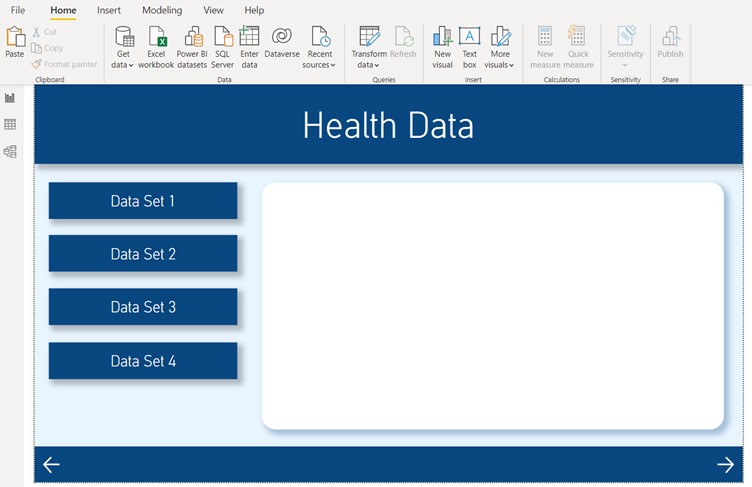 File Home Insert Modeling View Help
Paste
Cut
Copy
Format painter
Clipboard
Get data
Excel workbook
Power BI datasets
SQL Server
Enter data
Dataverse
Recent sources
Data
Transform data
Refresh
Queries
New visual
Text box
More visuals
Insert
New measure
Quick measure
Calculations
Sensitivity
Sensitivity
Publish
Share
Health Data
Data Set 1
Data Set 2
Data Set 3
Data Set 4